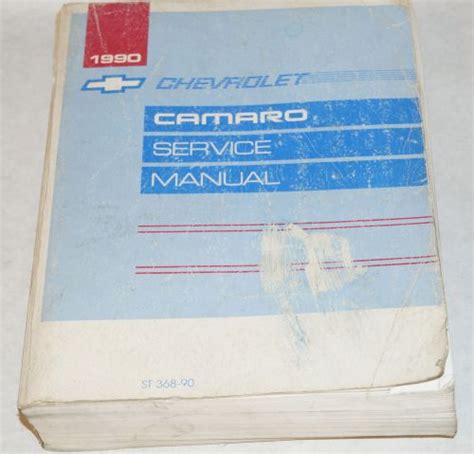 1990
CHEVROLET
CAMARO
SERVICE
MANUAL
ST 368-90